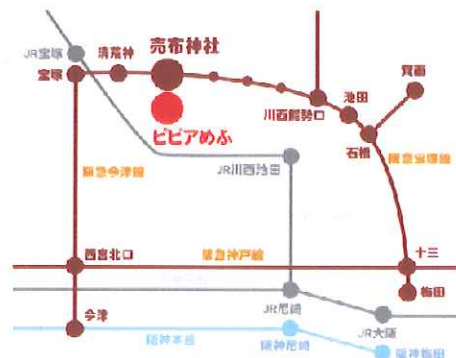 JR宝塚
清荒神
売布神社
宝塚
ピピアめふ
川西能勢口
池田
箕面
石橋
阪急宝塚線
阪急今津線
JR川西池田
西宮北口
阪急神戸線
十三
梅田
JR尼崎
今津
JR大阪
阪神本線
阪神尼崎
阪神梅田